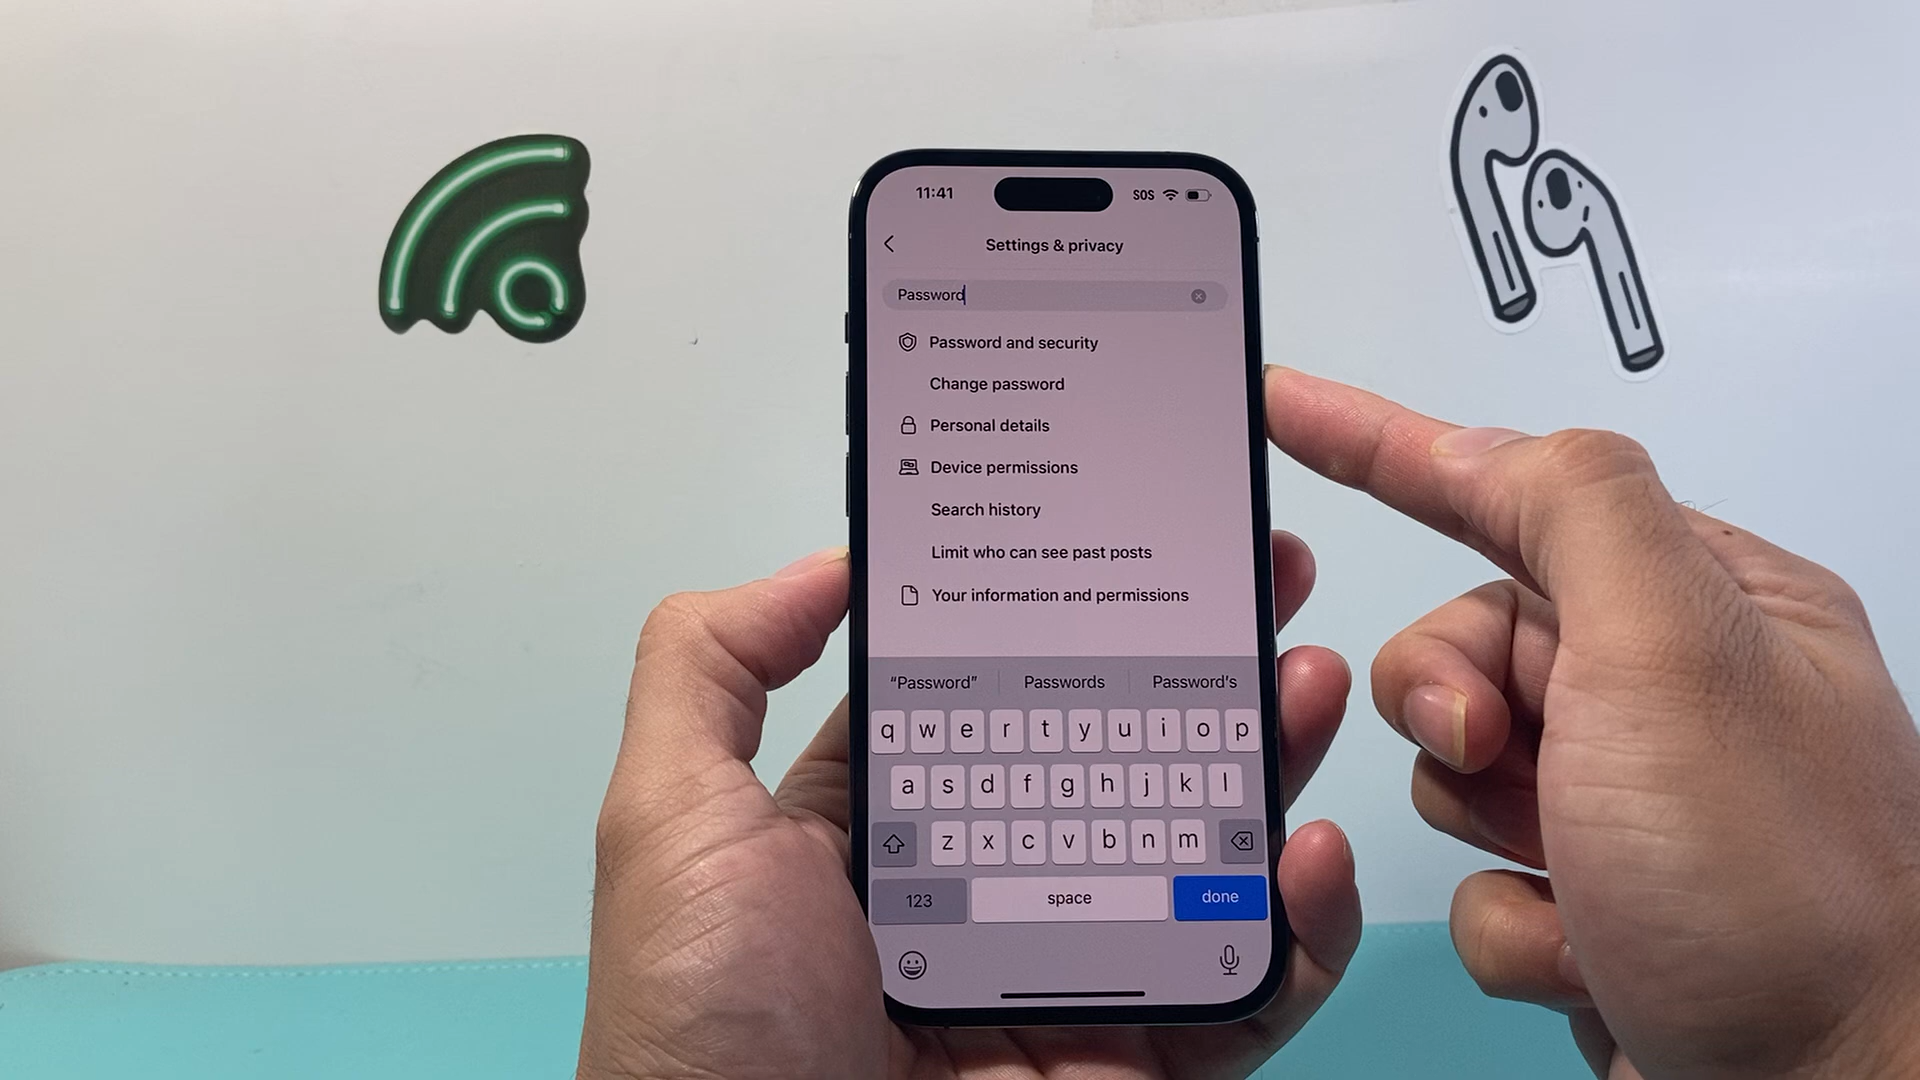 11:41 SOS
Settings & privacy
Password
Password and security
Change password
Personal details
Device permissions
Search history
Limit who can see past posts
Your information and permissions
“Password” Passwords Password's
q w e r t y u i o p
a s d f g h j k l
z x c v b n m
123 space done